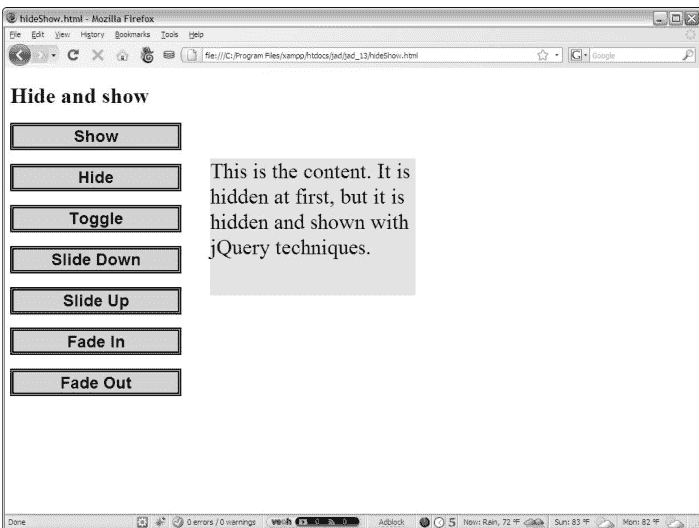 hideShow.html - Mozilla Firefox
File Edit View History Bookmarks Tools Help
file:///C:/Program Files/xampp/htdocs/jad/jad_13/hideShow.html
G Google
Hide and show
Show
Hide
Toggle
Slide Down
Slide Up
Fade In
Fade Out
This is the content. It is
hidden at first, but it is
hidden and shown with
jQuery techniques.
Done 0 errors / 0 warnings veoh 0 0 Adblock 5 Now: Rain, 72 °F Sun: 83 °F Mon: 82 °F